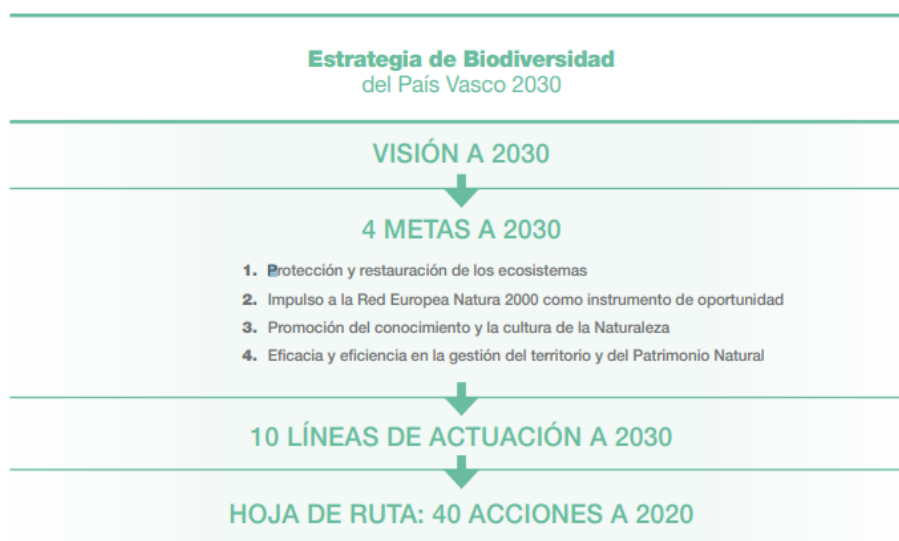 Estrategia de Biodiversidad
del País Vasco 2030
VISIÓN A 2030
4 METAS A 2030
1. Protección y restauración de los ecosistemas
2. Impulso a la Red Europea Natura 2000 como instrumento de oportunidad
3. Promoción del conocimiento y la cultura de la Naturaleza
4. Eficacia y eficiencia en la gestión del territorio y del Patrimonio Natural
10 LÍNEAS DE ACTUACIÓN A 2030
HOJA DE RUTA: 40 ACCIONES A 2020